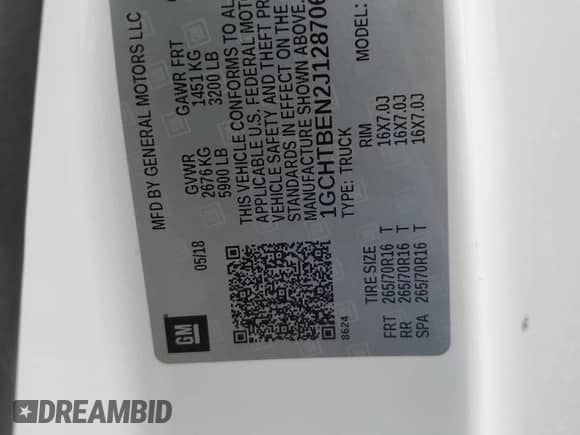 MFD BY GENERAL MOTORS LLC
05/18
GVWR
2676 KG
5900 LB
GAWR FRT
1451 KG
3200 LB
THIS VEHICLE CONFORMS TO AL
APPLICABLE U.S. FEDERAL MOTO
VEHICLE SAFETY AND THEFT PR
STANDARDS IN EFFECT ON THE
MANUFACTURE SHOWN ABOVE.
1GCHTBEN2J128706
TYPE: TRUCK
MODEL:
8624
TIRE SIZE RIM
FRT 265/70R16 T 16X7.0J
RR 265/70R16 T 16X7.0J
SPA 265/70R16 T 16X7.0J
GM
DREAMBID